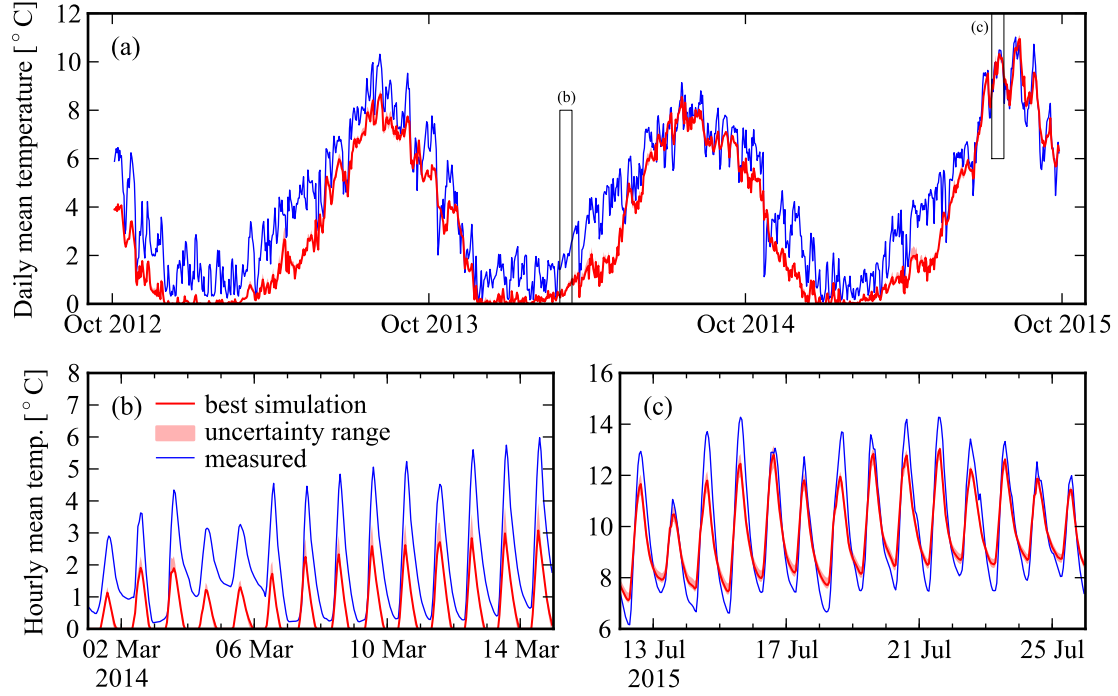 Daily mean temperature [°C]
12
10
8
6
4
2
0
(a)
(b)
(c)
Oct 2012
Oct 2013
Oct 2014
Oct 2015
Hourly mean temp. [°C]
8
7
6
5
4
3
2
1
0
(b)
best simulation
uncertainty range
measured
02 Mar
06 Mar
10 Mar
14 Mar
2014
16
14
12
10
8
6
(c)
13 Jul
17 Jul
21 Jul
25 Jul
2015